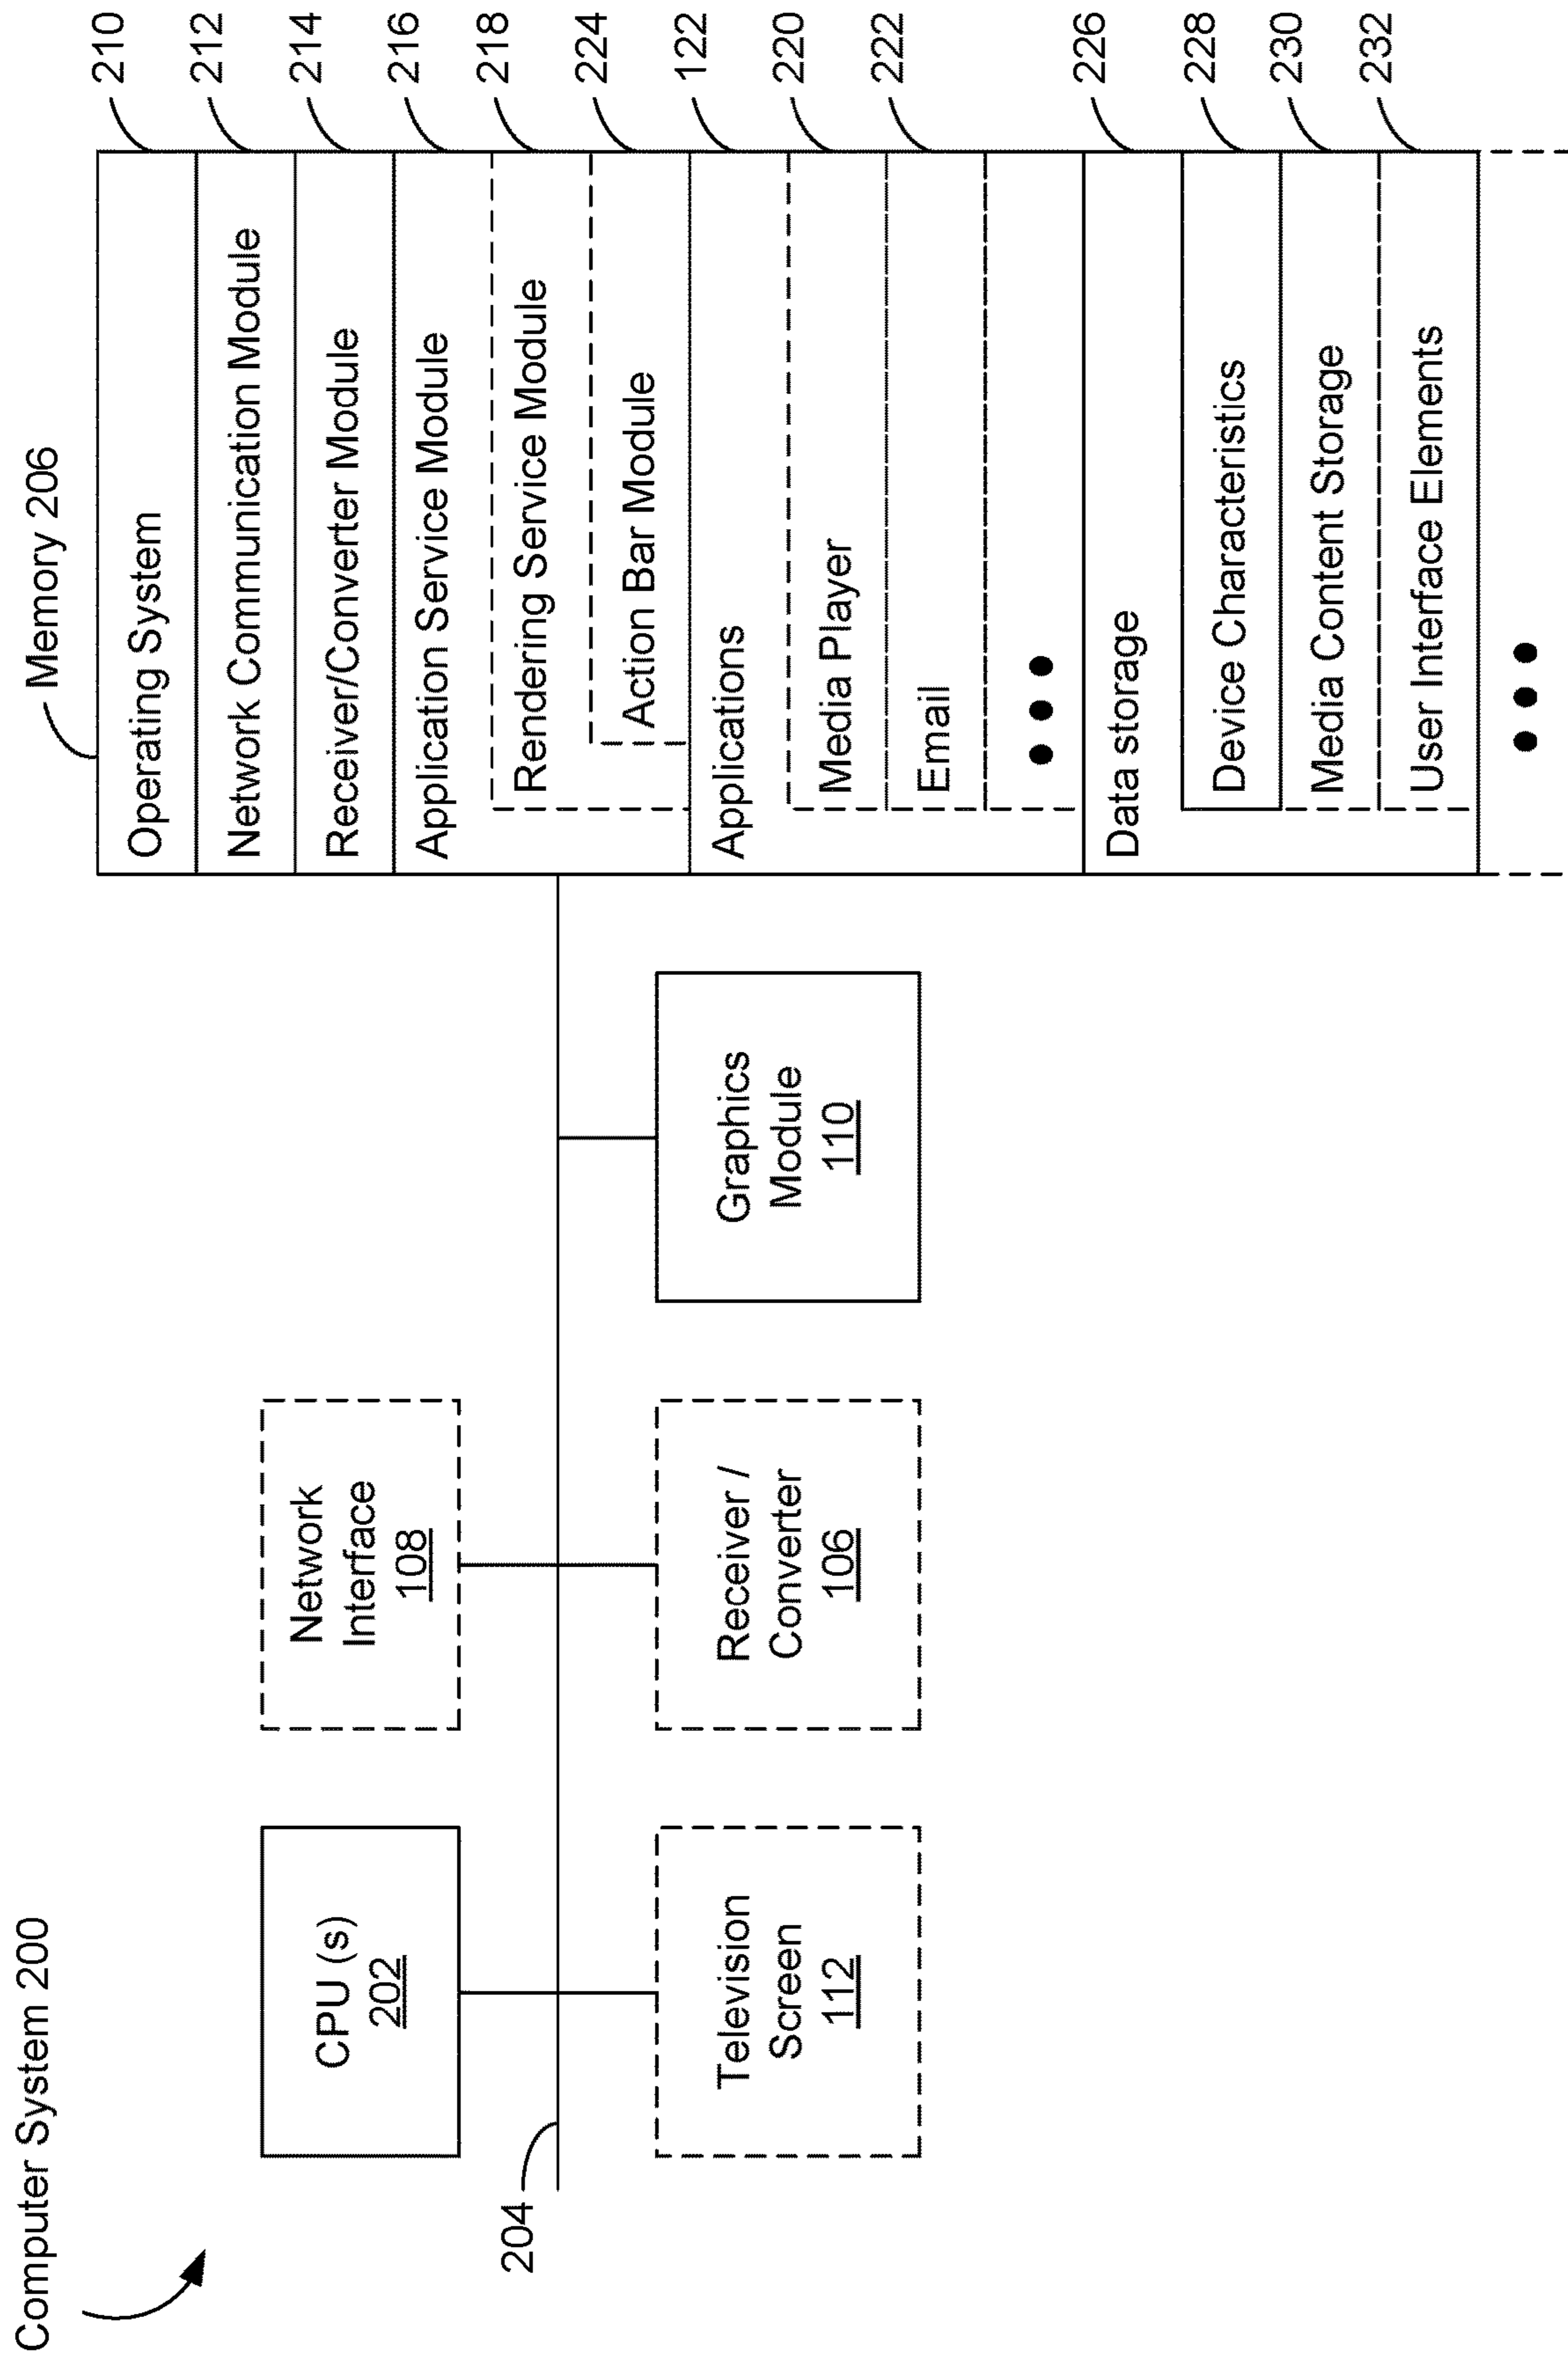 Computer System 200
CPU (s)
202
Network
Interface
108
204
Television
Screen
112
Receiver /
Converter
106
Graphics
Module
110
Memory 206
Operating System
210
Network Communication Module
212
Receiver/Converter Module
214
Application Service Module
216
Rendering Service Module
218
Action Bar Module
224
Applications
122
Media Player
220
Email
222
Data storage
226
Device Characteristics
228
Media Content Storage
230
User Interface Elements
232